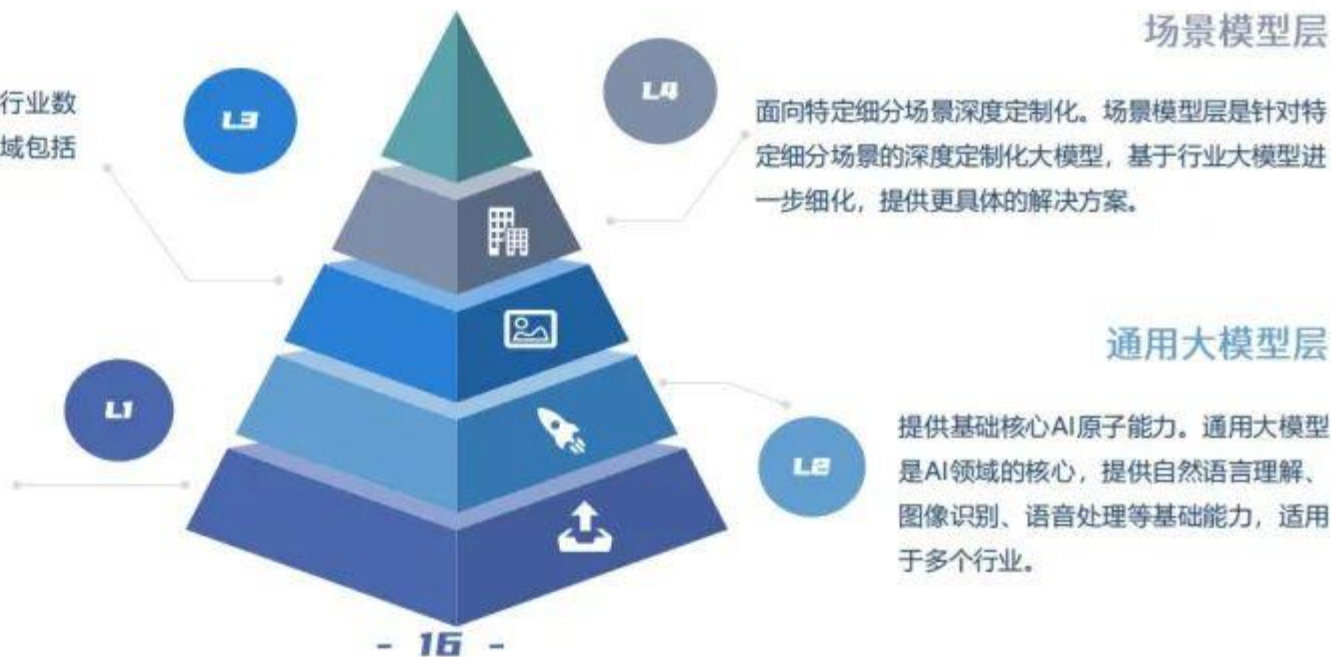 行业数
域包括
L3
L4
场景模型层
面向特定细分场景深度定制化。场景模型层是针对特
定细分场景的深度定制化大模型，基于行业大模型进
一步细化，提供更具体的解决方案。
L1
通用大模型层
L2
提供基础核心AI原子能力。通用大模型
是AI领域的核心，提供自然语言理解、
图像识别、语音处理等基础能力，适用
于多个行业。
- 16 -